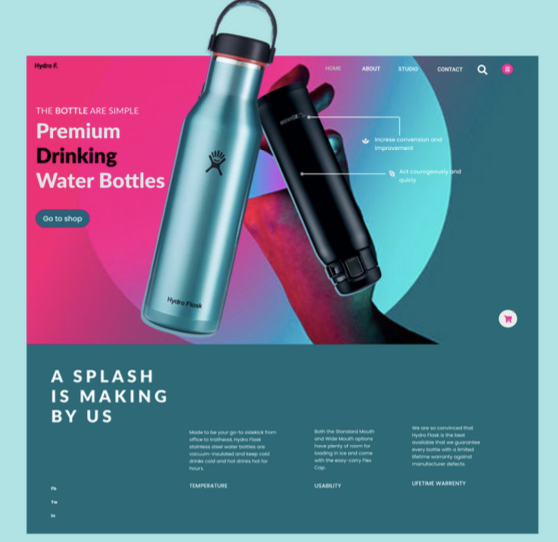 Hydro F.
HOME ABOUT STUDIO CONTACT
THE BOTTLE ARE SIMPLE
Premium
Drinking
Water Bottles
Go to shop
Increse convension and
improvement
Act courogeously and
quicly
Hydro Flask
A SPLASH
IS MAKING
BY US
Made to be your go-to sidekick from
office to trailhead, Hydro Flask
stainless steel water bottles are
vacuum-insulated and keep cold
drinks cold and hot drinks hot for
hours.
TEMPERATURE
Both the Standard Mouth
and Wide Mouth options
have plenty of room for
loading in ice and come
with the easy-carry Flex
Cap.
USABILITY
We are so convinced that
Hydro Flask is the best
available that we guarantee
every bottle with a limited
lifetime warranty against
manufacturer defects.
LIFETIME WARRENTY
Fb
Tw
In